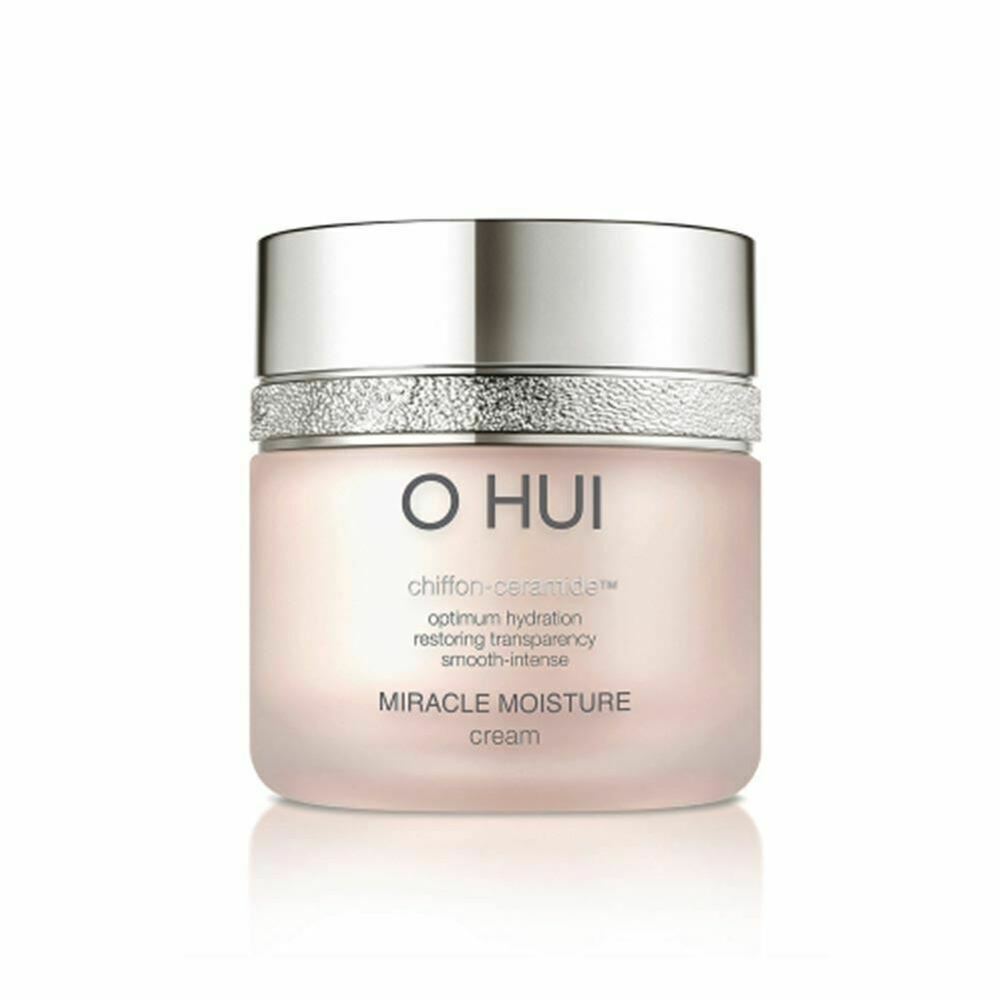 O HUI
chiffon-ceramide™
optimum hydration
restoring transparency
smooth-intense
MIRACLE MOISTURE
cream